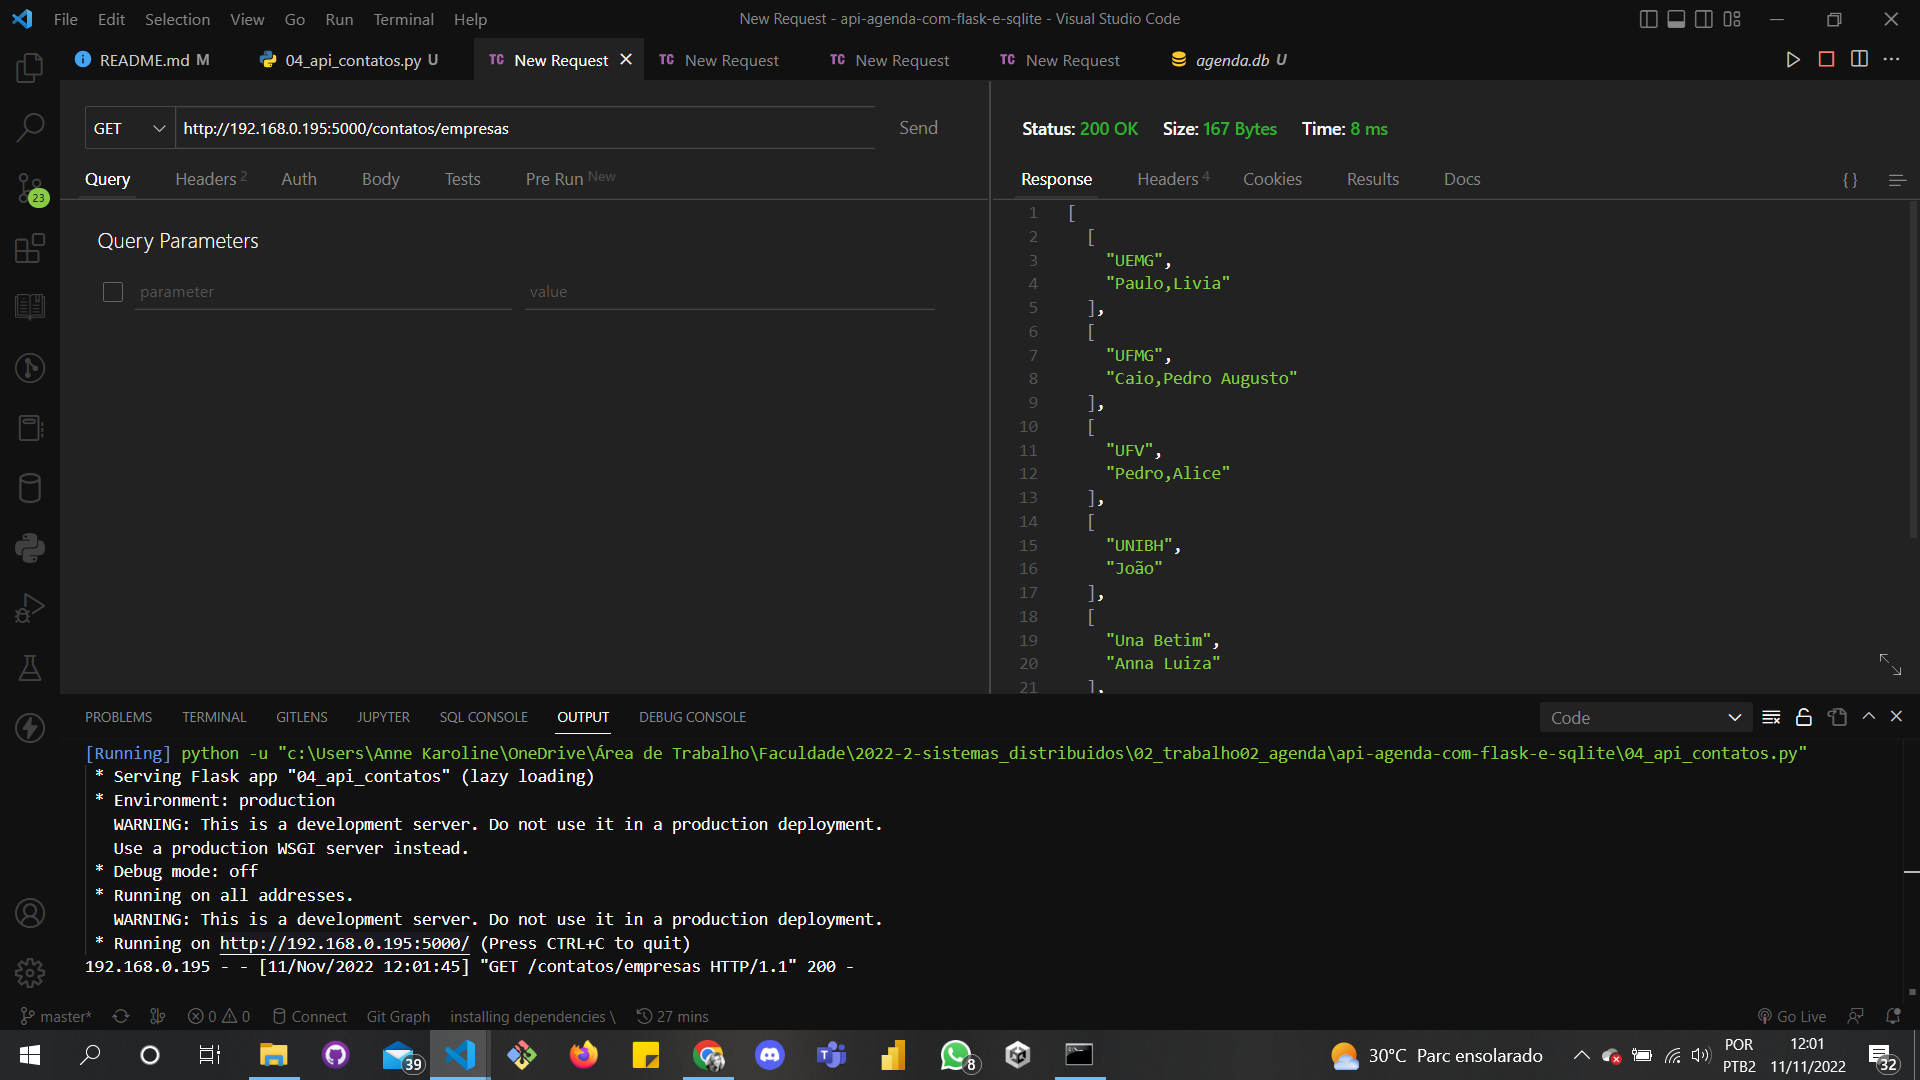 File Edit Selection View Go Run Terminal Help
New Request - api-agenda-com-flask-e-sqlite - Visual Studio Code
README.md M
04_api_contatos.py U
TC New Request
TC New Request
TC New Request
TC New Request
agenda.db U
GET http://192.168.0.195:5000/contatos/empresas Send
Query Headers 2 Auth Body Tests Pre Run New
Query Parameters
parameter value
Status: 200 OK Size: 167 Bytes Time: 8 ms
Response Headers 4 Cookies Results Docs {}
1 [
2 [
3 "UEMG",
4 "Paulo,Livia"
5 ],
6 [
7 "UFMG",
8 "Caio,Pedro Augusto"
9 ],
10 [
11 "UFV",
12 "Pedro,Alice"
13 ],
14 [
15 "UNIBH",
16 "João"
17 ],
18 [
19 "Una Betim",
20 "Anna Luiza"
21 ],
23
PROBLEMS TERMINAL GITLENS JUPYTER SQL CONSOLE OUTPUT DEBUG CONSOLE
Code
[Running] python -u "c:\Users\Anne Karoline\OneDrive\Área de Trabalho\Faculdade\2022-2-sistemas_distribuidos\02_trabalho02_agenda\api-agenda-com-flask-e-sqlite\04_api_contatos.py"
* Serving Flask app "04_api_contatos" (lazy loading)
* Environment: production
WARNING: This is a development server. Do not use it in a production deployment.
Use a production WSGI server instead.
* Debug mode: off
* Running on all addresses.
WARNING: This is a development server. Do not use it in a production deployment.
* Running on http://192.168.0.195:5000/ (Press CTRL+C to quit)
192.168.0.195 - - [11/Nov/2022 12:01:45] "GET /contatos/empresas HTTP/1.1" 200 -
master* 0 0 Connect Git Graph installing dependencies \ 27 mins Go Live
39
8
30°C Parc ensolarado
POR
PTB2
12:01
11/11/2022
32